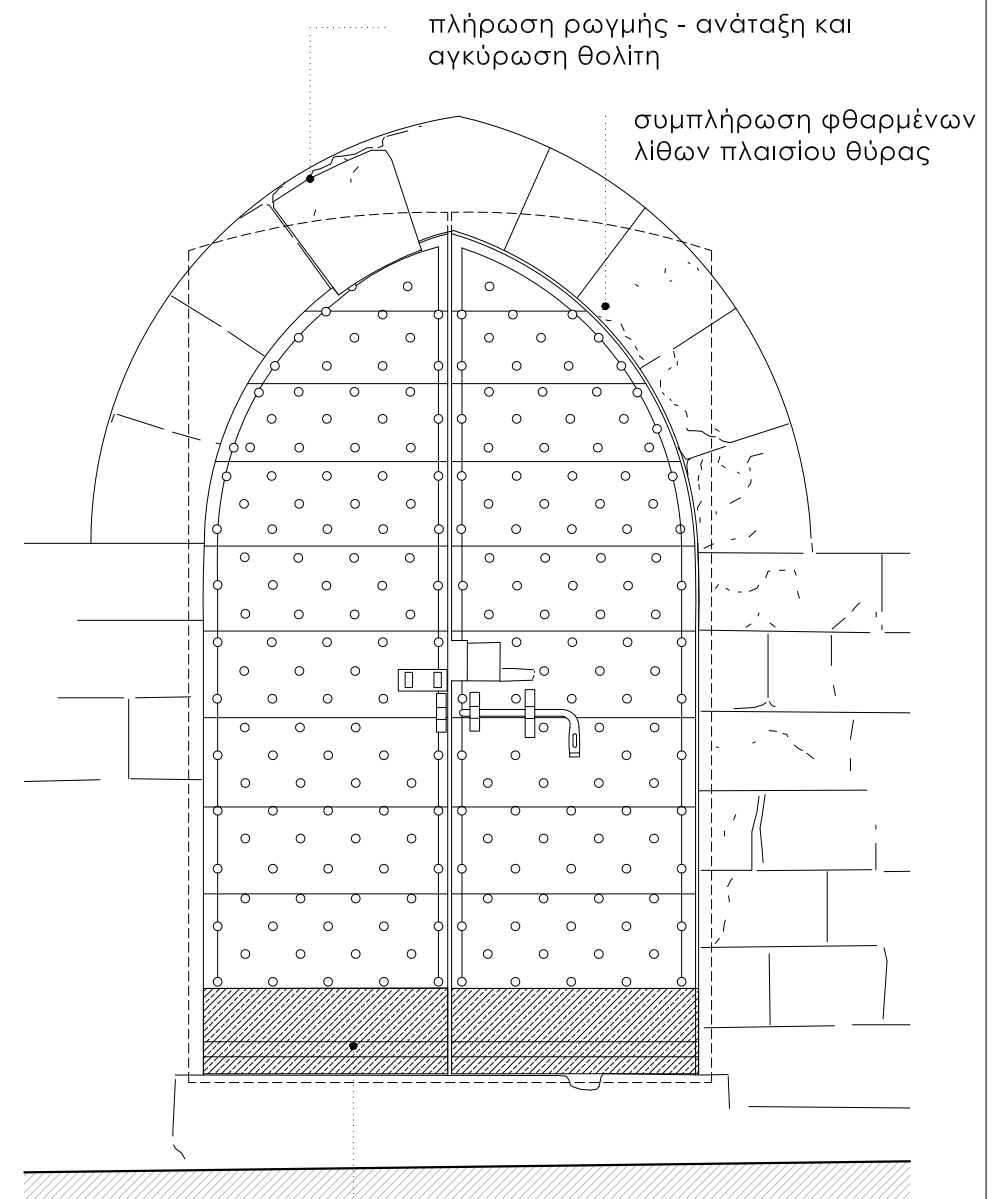 πλήρωση ρωγμής - ανάταξη και
αγκύρωση θολίτη
συμπλήρωση φθαρμένων
λίθων πλαισίου θύρας